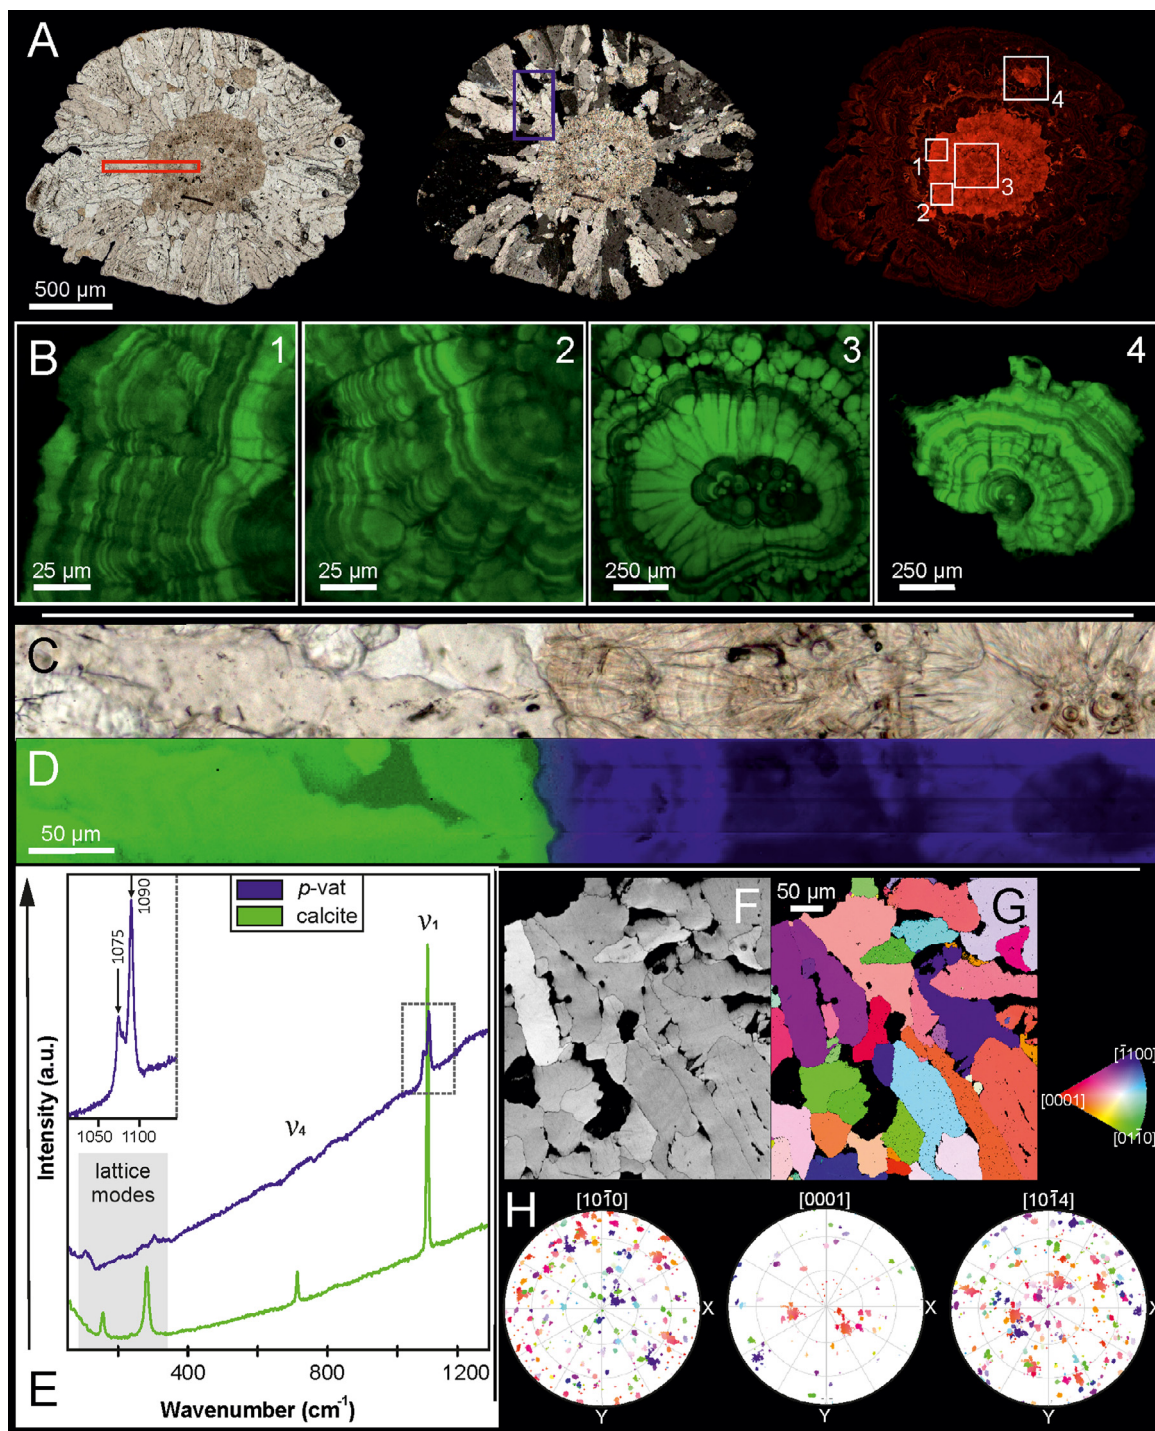 A
4
1
3
2
500 µm
B
1
2
3
4
25 µm
25 µm
250 µm
250 µm
C
D
50 µm
1090
1075
1050 1100
p-vat
calcite
ν1
ν4
lattice
modes
Intensity (a.u.)
E
400 800 1200
Wavenumber (cm-1)
F
50 µm
G
[1̅100]
[0001]
[011̅0]
H
[101̅0]
[0001]
[101̅4]
X
X
X
Y
Y
Y